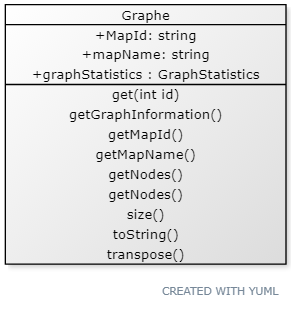 Graphe
+MapId: string
+mapName: string
+graphStatistics : GraphStatistics
get(int id)
getGraphInformation()
getMapId()
getMapName()
getNodes()
getNodes()
size()
toString()
transpose()
CREATED WITH YUML